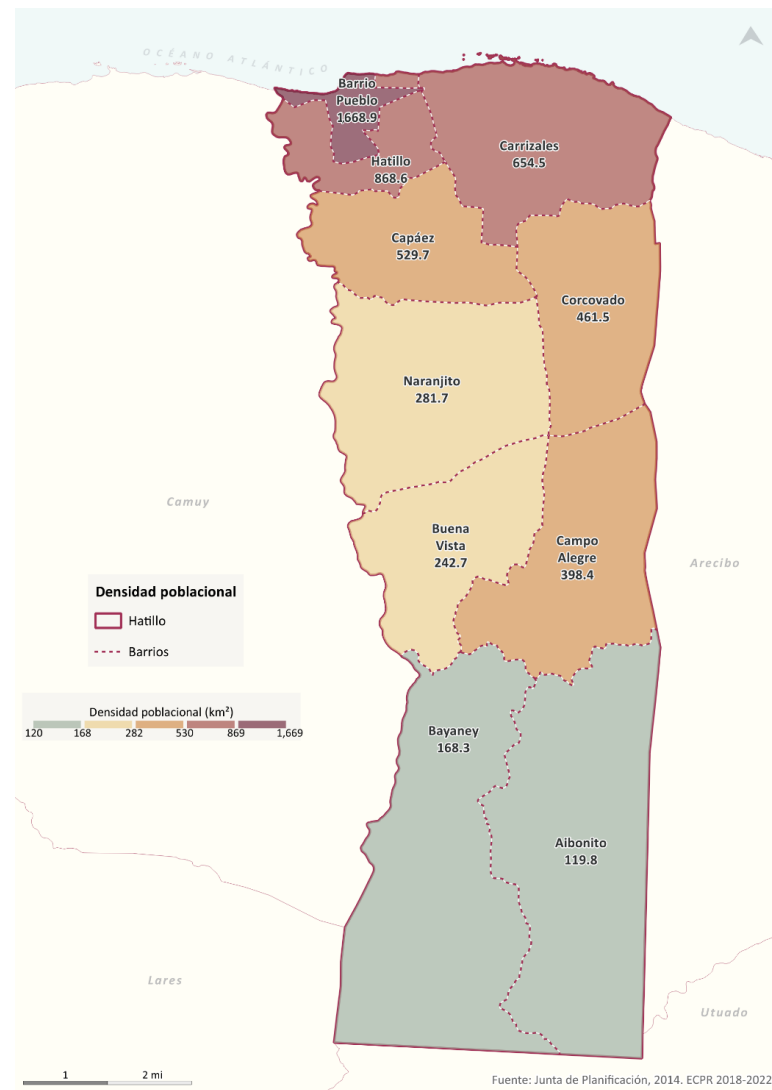 OCÉANO ATLÁNTICO
Barrio
Pueblo
1668.9
Carrizales
654.5
Hatillo
868.6
Capáez
529.7
Corcovado
461.5
Naranjito
281.7
Camuy
Buena
Vista
242.7
Campo
Alegre
398.4
Arecibo
Densidad poblacional
Hatillo
Barrios
Densidad poblacional (km²)
120 168 282 530 869 1,669
Bayaney
168.3
Aibonito
119.8
Lares
Utuado
1 2 mi
Fuente: Junta de Planificación, 2014. ECPR 2018-2022